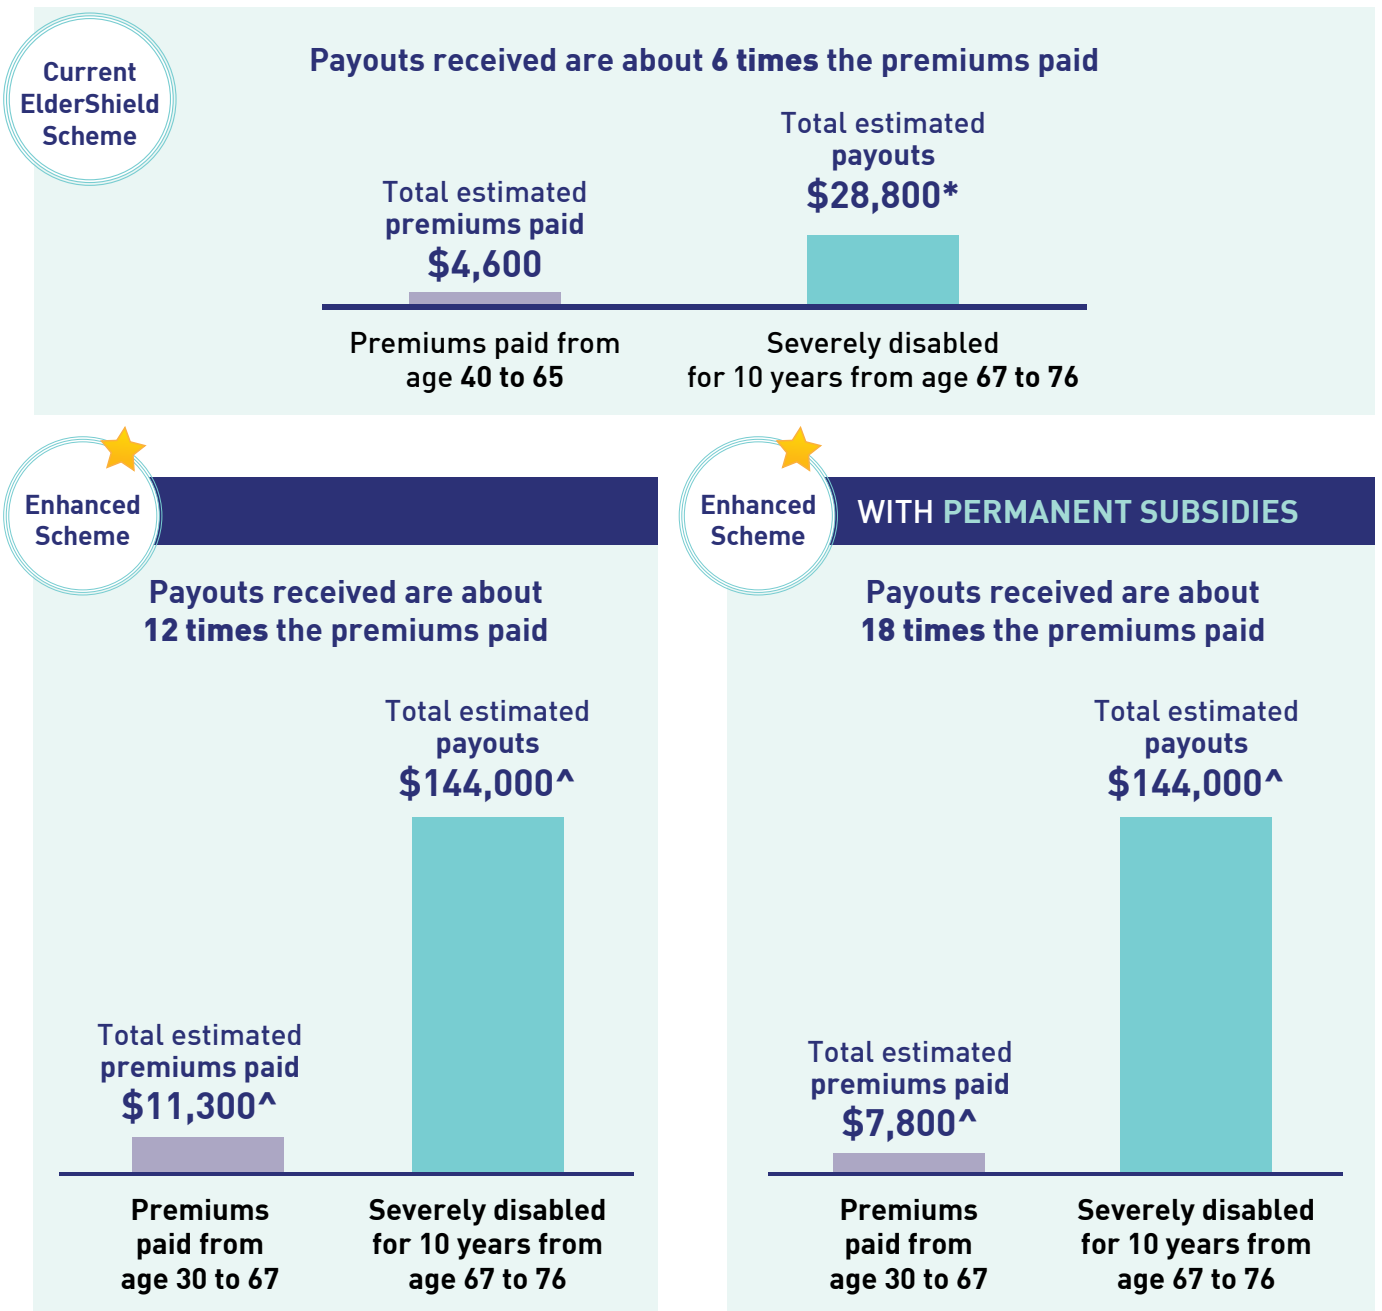 Current
ElderShield
Scheme
Payouts received are about 6 times the premiums paid
Total estimated
premiums paid
$4,600
Total estimated
payouts
$28,800*
Premiums paid from
age 40 to 65
Severely disabled
for 10 years from age 67 to 76
Enhanced
Scheme
Payouts received are about
12 times the premiums paid
Total estimated
premiums paid
$11,300^
Total estimated
payouts
$144,000^
Premiums
paid from
age 30 to 67
Severely disabled
for 10 years from
age 67 to 76
Enhanced
Scheme
WITH PERMANENT SUBSIDIES
Payouts received are about
18 times the premiums paid
Total estimated
premiums paid
$7,800^
Total estimated
payouts
$144,000^
Premiums
paid from
age 30 to 67
Severely disabled
for 10 years from
age 67 to 76